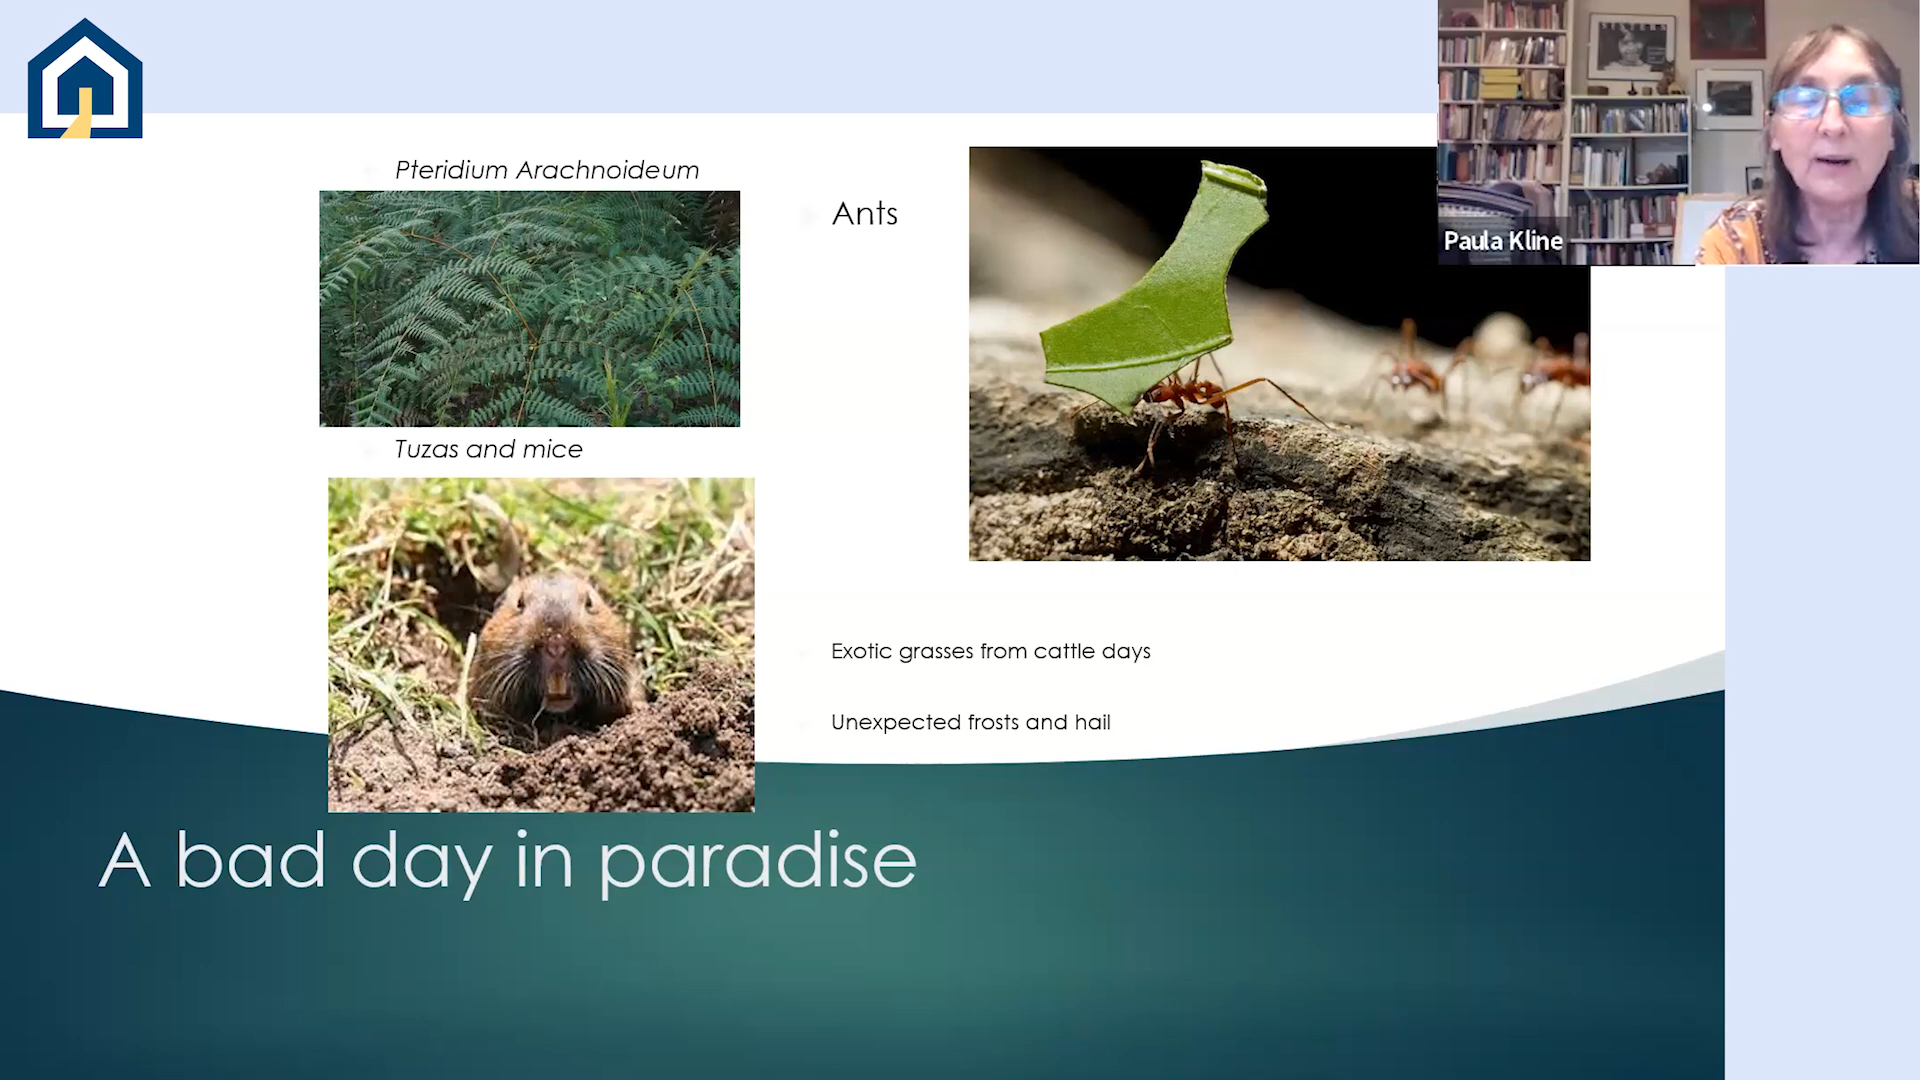 Pteridium Arachnoideum
Ants
Paula Kline
Tuzas and mice
Exotic grasses from cattle days
Unexpected frosts and hail
A bad day in paradise